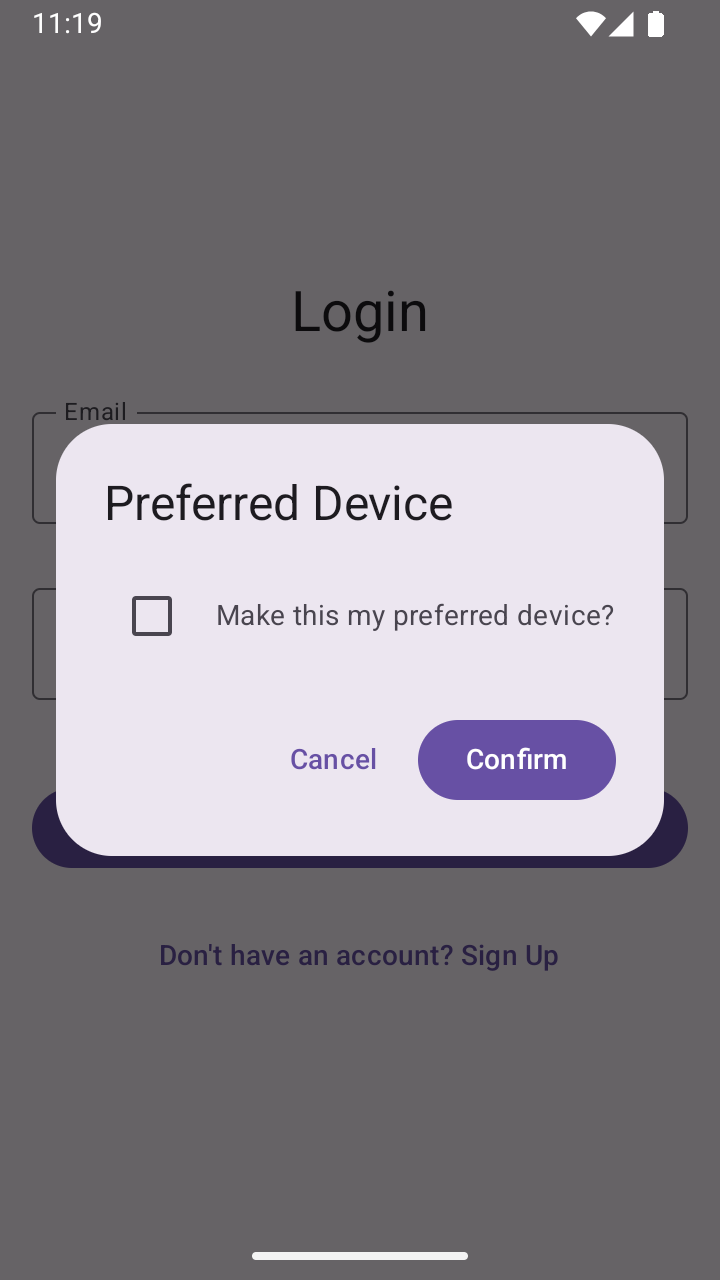 11:19
Login
Email
Preferred Device
Make this my preferred device?
Cancel
Confirm
Don't have an account? Sign Up